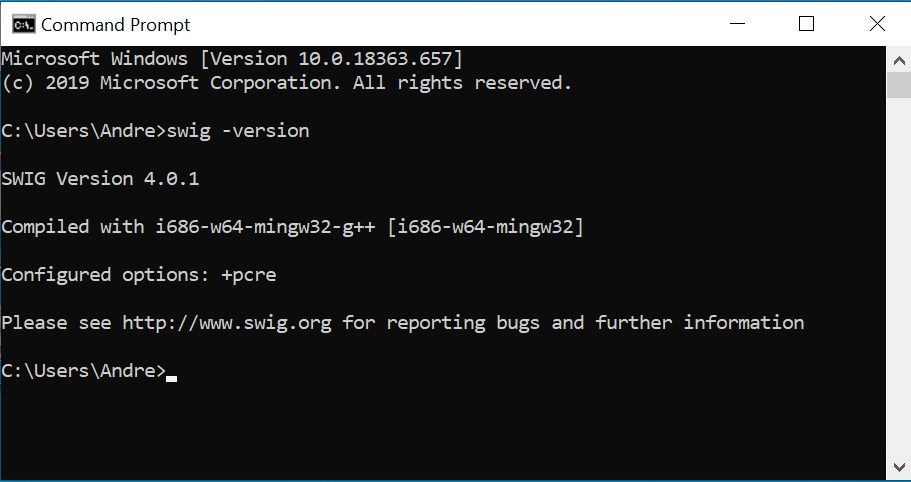 Command Prompt
Microsoft Windows [Version 10.0.18363.657]
(c) 2019 Microsoft Corporation. All rights reserved.
C:\Users\Andre>swig -version
SWIG Version 4.0.1
Compiled with i686-w64-mingw32-g++ [i686-w64-mingw32]
Configured options: +pcre
Please see http://www.swig.org for reporting bugs and further information
C:\Users\Andre>